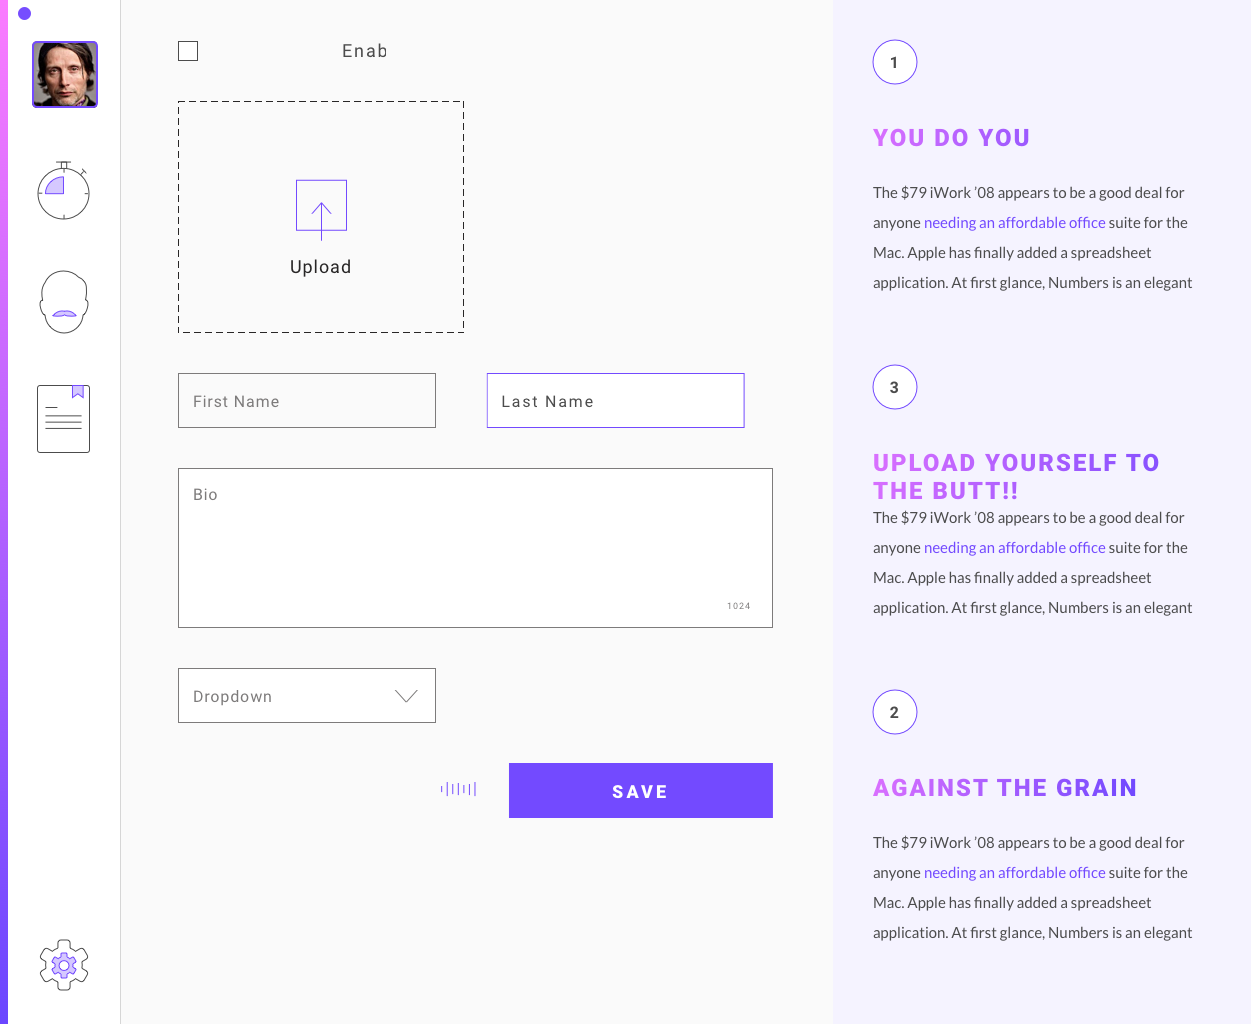 Enab
Upload
First Name
Last Name
Bio
1024
Dropdown
SAVE
1
YOU DO YOU
The $79 iWork ’08 appears to be a good deal for
anyone needing an affordable office suite for the
Mac. Apple has finally added a spreadsheet
application. At first glance, Numbers is an elegant
3
UPLOAD YOURSELF TO
THE BUTT!!
The $79 iWork ’08 appears to be a good deal for
anyone needing an affordable office suite for the
Mac. Apple has finally added a spreadsheet
application. At first glance, Numbers is an elegant
2
AGAINST THE GRAIN
The $79 iWork ’08 appears to be a good deal for
anyone needing an affordable office suite for the
Mac. Apple has finally added a spreadsheet
application. At first glance, Numbers is an elegant